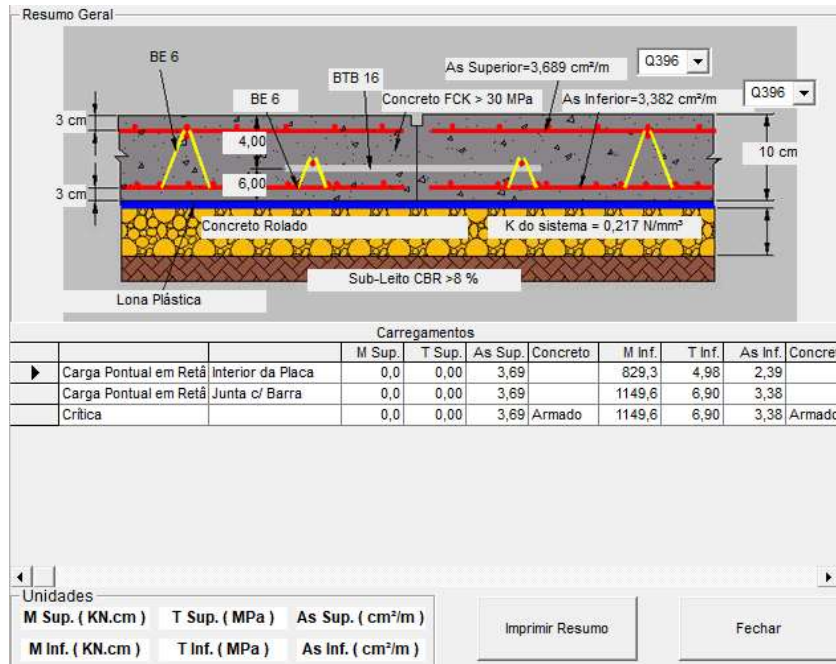 Resumo Geral
BE 6
BTB 16
As Superior=3,689 cm²/m
Q396
BE 6
Concreto FCK > 30 MPa
As Inferior=3,382 cm²/m
Q396
3 cm
4,00
10 cm
6,00
3 cm
Concreto Rolado
K do sistema = 0,217 N/mm³
Sub-Leito CBR >8 %
Lona Plástica
Carregamentos
M Sup. T Sup. As Sup. Concreto M Inf. T Inf. As Inf. Concret
Carga Pontual em Retâ Interior da Placa 0,0 0,00 3,69 829,3 4,98 2,39
Carga Pontual em Retâ Junta c/ Barra 0,0 0,00 3,69 1149,6 6,90 3,38
Crítica 0,0 0,00 3,69 Armado 1149,6 6,90 3,38 Armado
Unidades
M Sup. ( KN.cm ) T Sup. ( MPa ) As Sup. ( cm²/m )
M Inf. ( KN.cm ) T Inf. ( MPa ) As Inf. ( cm²/m )
Imprimir Resumo
Fechar